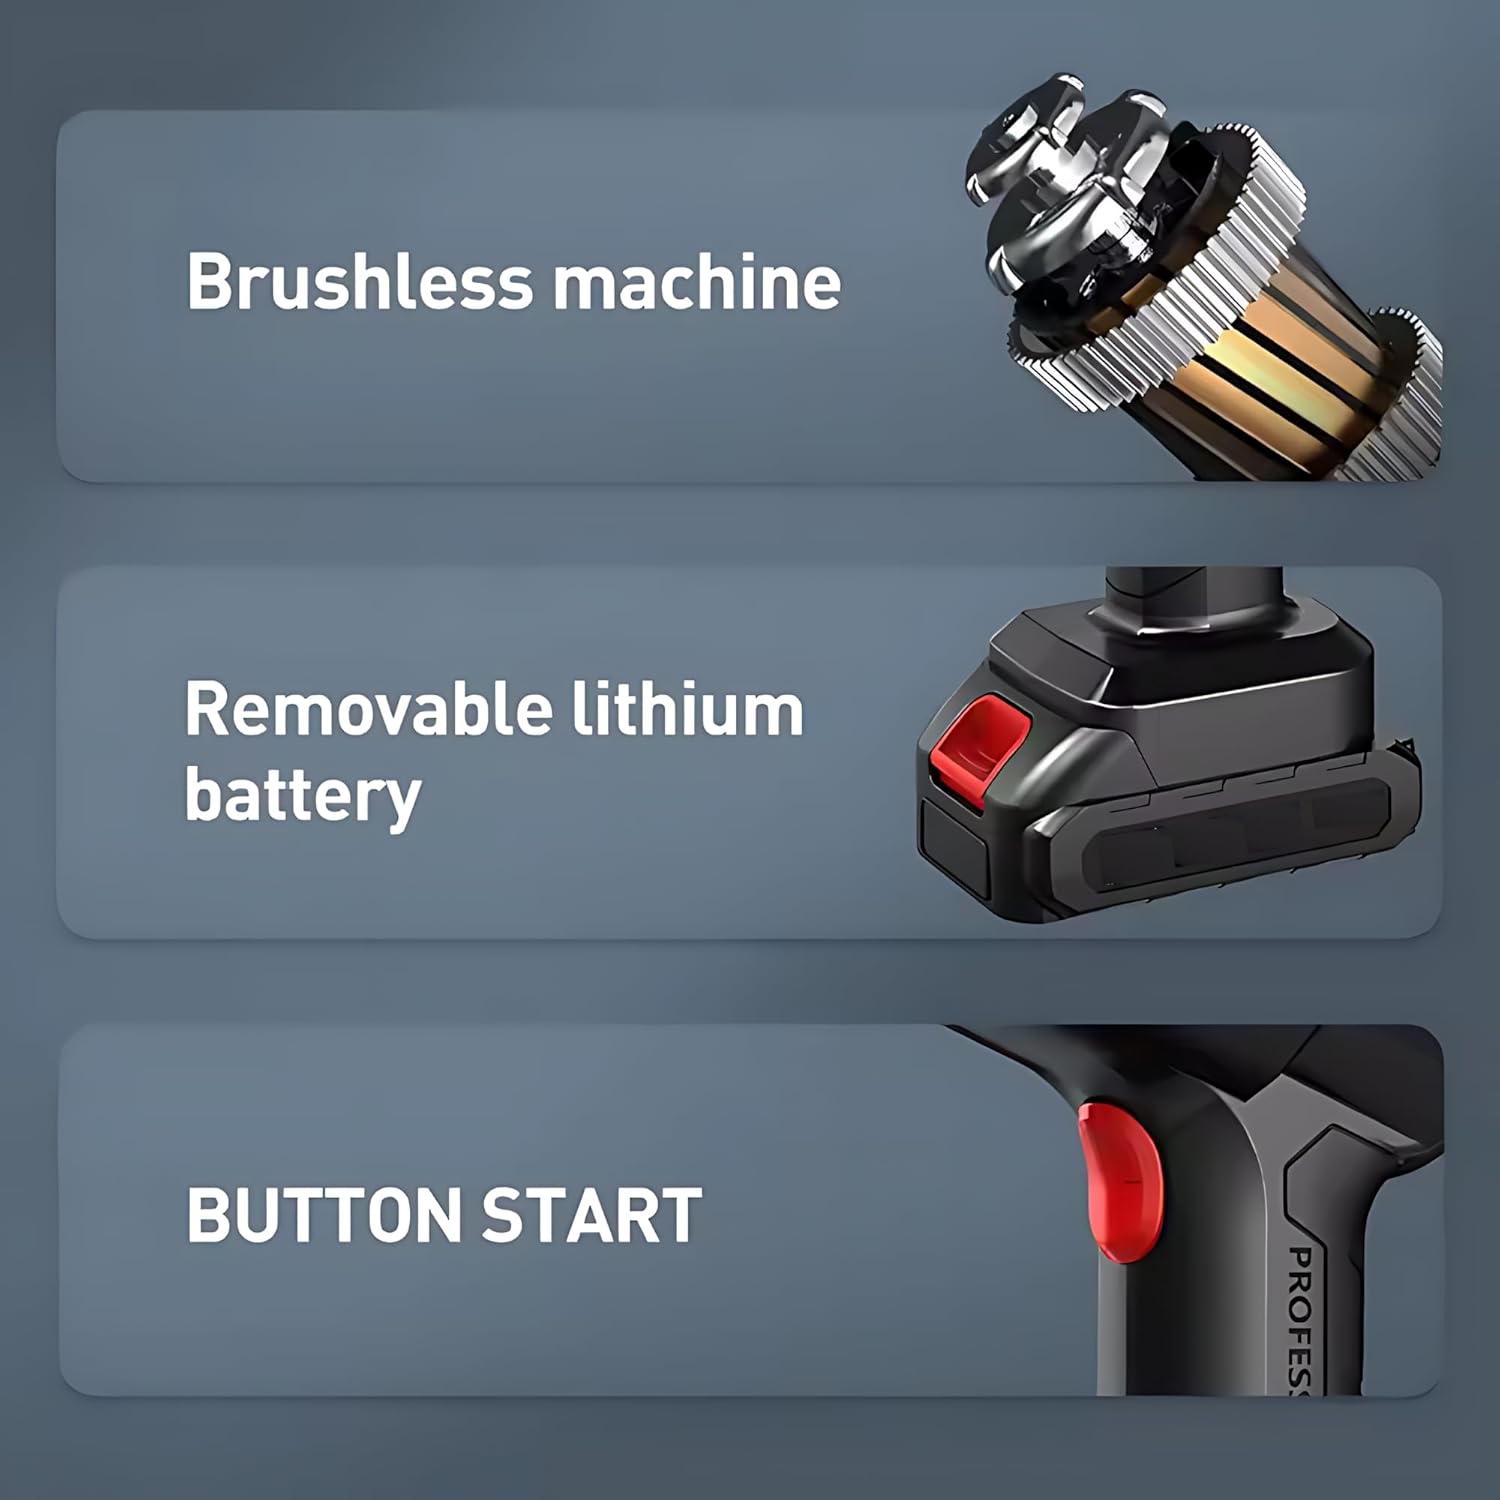 Brushless machine
Removable lithium
battery
BUTTON START
PROFESS